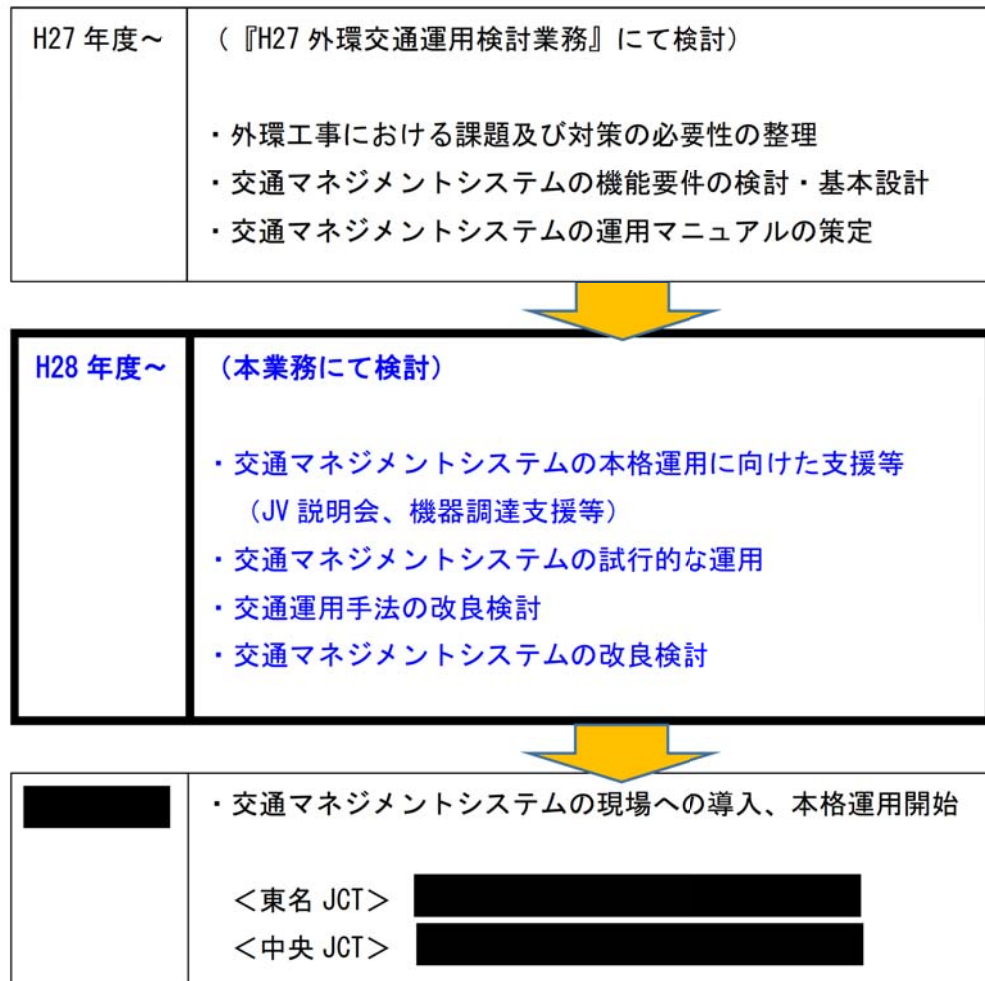 H27 年度～
（『H27 外環交通運用検討業務』にて検討）
・外環工事における課題及び対策の必要性の整理
・交通マネジメントシステムの機能要件の検討・基本設計
・交通マネジメントシステムの運用マニュアルの策定
H28 年度～
（本業務にて検討）
・交通マネジメントシステムの本格運用に向けた支援等
（JV 説明会、機器調達支援等）
・交通マネジメントシステムの試行的な運用
・交通運用手法の改良検討
・交通マネジメントシステムの改良検討
・交通マネジメントシステムの現場への導入、本格運用開始
＜東名 JCT＞
＜中央 JCT＞